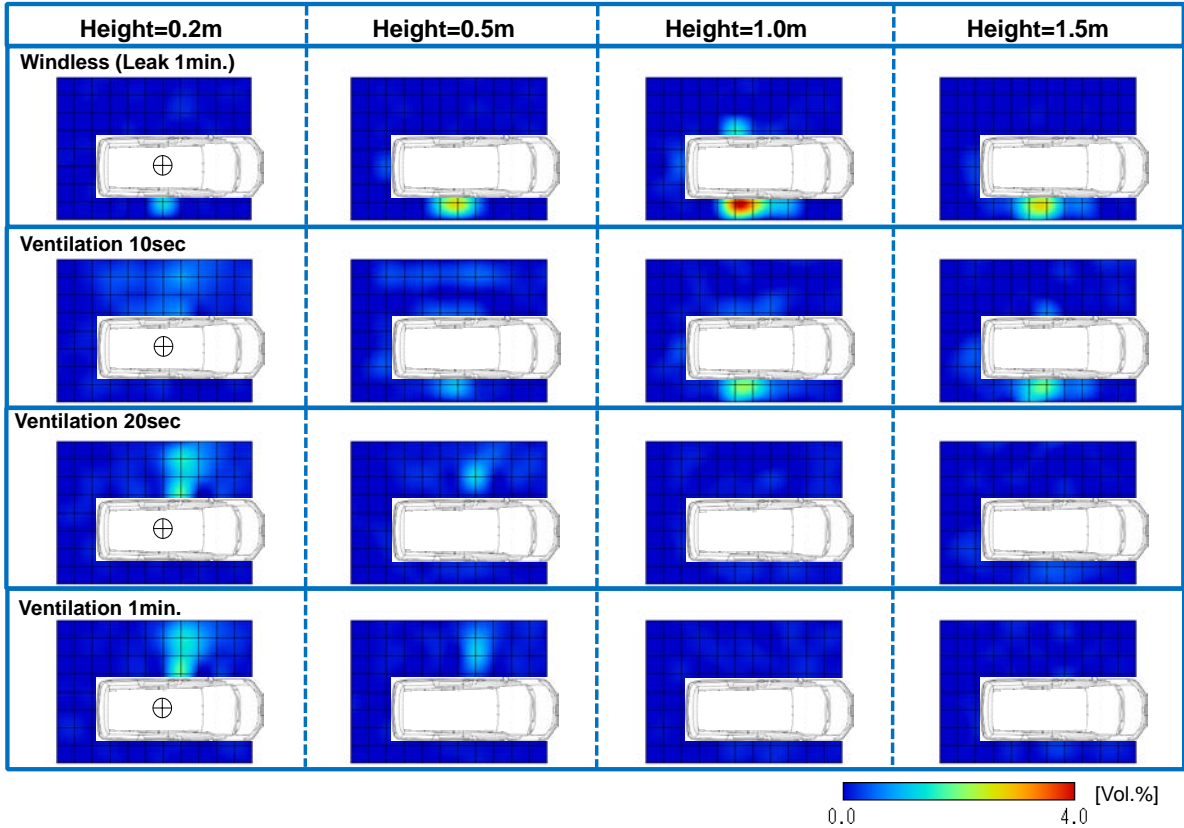 Height=0.2m Height=0.5m Height=1.0m Height=1.5m
Windless (Leak 1min.)
Ventilation 10sec
Ventilation 20sec
Ventilation 1min.
[Vol.%]
0.0 4.0